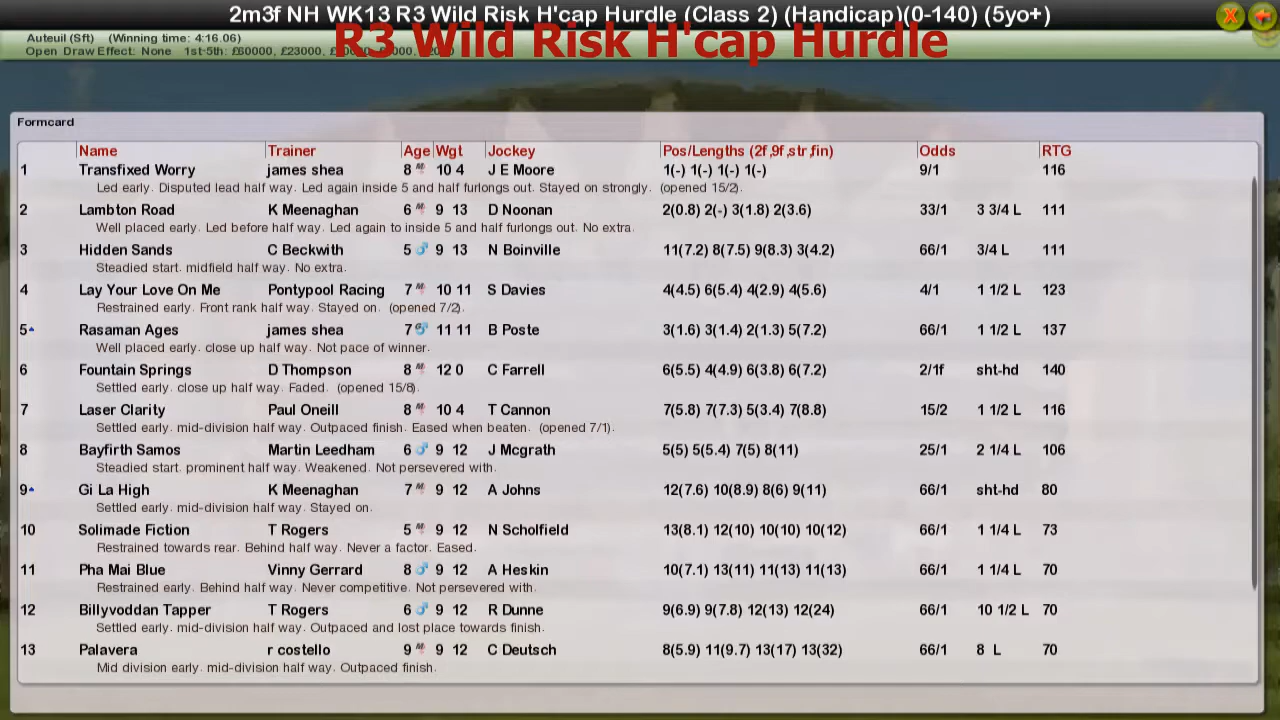 2m3f NH WK13 R3 Wild Risk H'cap Hurdle (Class 2) (Handicap)(0-140) (5yo+)
Auteuil (Sft) (Winning time: 4:16.06)
R3 Wild Risk H'cap Hurdle
Open Draw Effect: None 1st-5th: £60000, £23000,
Formcard
Name Trainer Age Wgt Jockey Pos/Lengths (2f,9f,str,fin) Odds RTG
1 Transfixed Worry james shea 8 10 4 J E Moore 1(-) 1(-) 1(-) 1(-) 9/1 116
Led early. Disputed lead half way. Led again inside 5 and half furlongs out. Stayed on strongly. (opened 15/2).
2 Lambton Road K Meenaghan 6 9 13 D Noonan 2(0.8) 2(-) 3(1.8) 2(3.6) 33/1 3 3/4 L 111
Well placed early. Led before half way. Led again to inside 5 and half furlongs out. No extra.
3 Hidden Sands C Beckwith 5 9 13 N Boinville 11(7.2) 8(7.5) 9(8.3) 3(4.2) 66/1 3/4 L 111
Steadied start. midfield half way. No extra.
4 Lay Your Love On Me Pontypool Racing 7 10 11 S Davies 4(4.5) 6(5.4) 4(2.9) 4(5.6) 4/1 1 1/2 L 123
Restrained early. Front rank half way. Stayed on. (opened 7/2).
5 Rasaman Ages james shea 7 11 11 B Poste 3(1.6) 3(1.4) 2(1.3) 5(7.2) 66/1 1 1/2 L 137
Well placed early. close up half way. Not pace of winner.
6 Fountain Springs D Thompson 8 12 0 C Farrell 6(5.5) 4(4.9) 6(3.8) 6(7.2) 2/1f sht-hd 140
Settled early. close up half way. Faded. (opened 15/8).
7 Laser Clarity Paul Oneill 8 10 4 T Cannon 7(5.8) 7(7.3) 5(3.4) 7(8.8) 15/2 1 1/2 L 116
Settled early. mid-division half way. Outpaced finish. Eased when beaten. (opened 7/1).
8 Bayfirth Samos Martin Leedham 6 9 12 J Mcgrath 5(5) 5(5.4) 7(5) 8(11) 25/1 2 1/4 L 106
Steadied start. prominent half way. Weakened. Not persevered with.
9 Gi La High K Meenaghan 7 9 12 A Johns 12(7.6) 10(8.9) 8(6) 9(11) 66/1 sht-hd 80
Settled early. mid-division half way. Stayed on.
10 Solimade Fiction T Rogers 5 9 12 N Scholfield 13(8.1) 12(10) 10(10) 10(12) 66/1 1 1/4 L 73
Restrained towards rear. Behind half way. Never a factor. Eased.
11 Pha Mai Blue Vinny Gerrard 8 9 12 A Heskin 10(7.1) 13(11) 11(13) 11(13) 66/1 1 1/4 L 70
Restrained early. Behind half way. Never competitive. Not persevered with.
12 Billyvoddan Tapper T Rogers 6 9 12 R Dunne 9(6.9) 9(7.8) 12(13) 12(24) 66/1 10 1/2 L 70
Settled early. mid-division half way. Outpaced and lost place towards finish.
13 Palavera r costello 9 9 12 C Deutsch 8(5.9) 11(9.7) 13(17) 13(32) 66/1 8 L 70
Mid division early. mid-division half way. Outpaced finish.